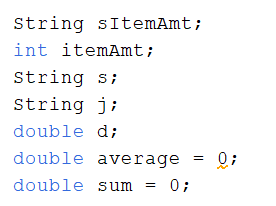 String sItemAmt;
int itemAmt;
String s;
String j;
double d;
double average = 0;
double sum = 0;